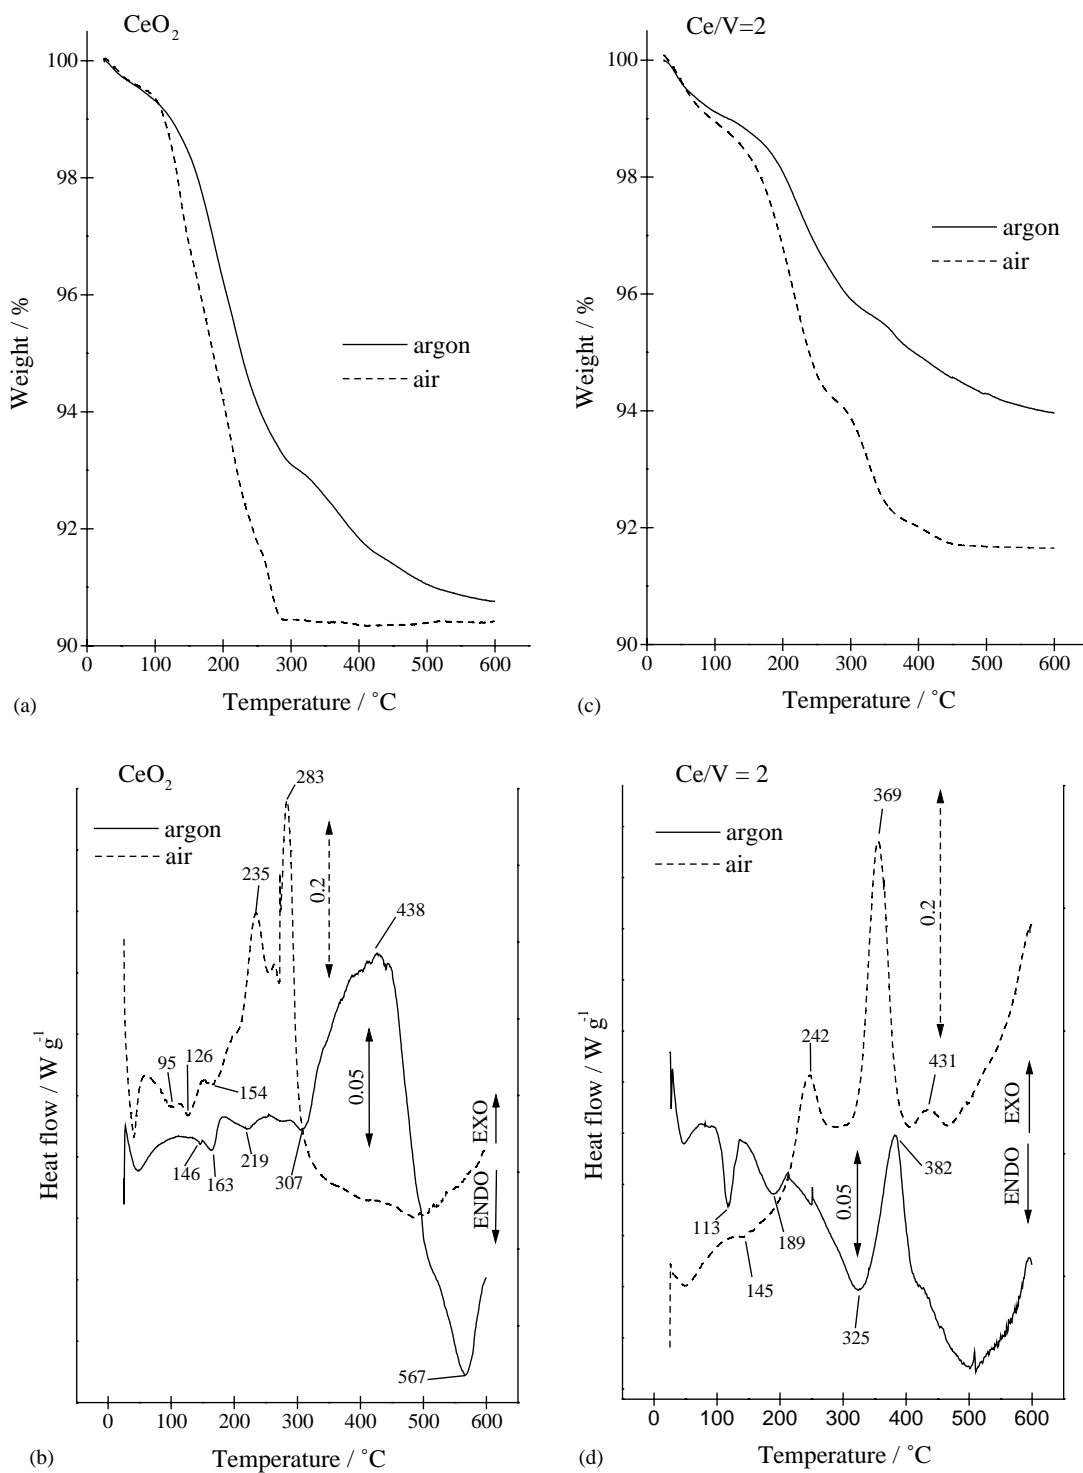 CeO2
100
98
96
94
92
90
Weight / %
argon
air
0 100 200 300 400 500 600
Temperature / °C
(a)
Ce/V=2
100
98
96
94
92
90
Weight / %
argon
air
0 100 200 300 400 500 600
Temperature / °C
(c)
CeO2
argon
air
283
235
0.2
438
95
126
154
0.05
146
163
219
307
567
EXO
ENDO
Heat flow / W g-1
0 100 200 300 400 500 600
Temperature / °C
(b)
Ce/V = 2
argon
air
369
0.2
242
431
382
113
189
145
0.05
325
EXO
ENDO
Heat flow / W g-1
0 100 200 300 400 500 600
Temperature / °C
(d)